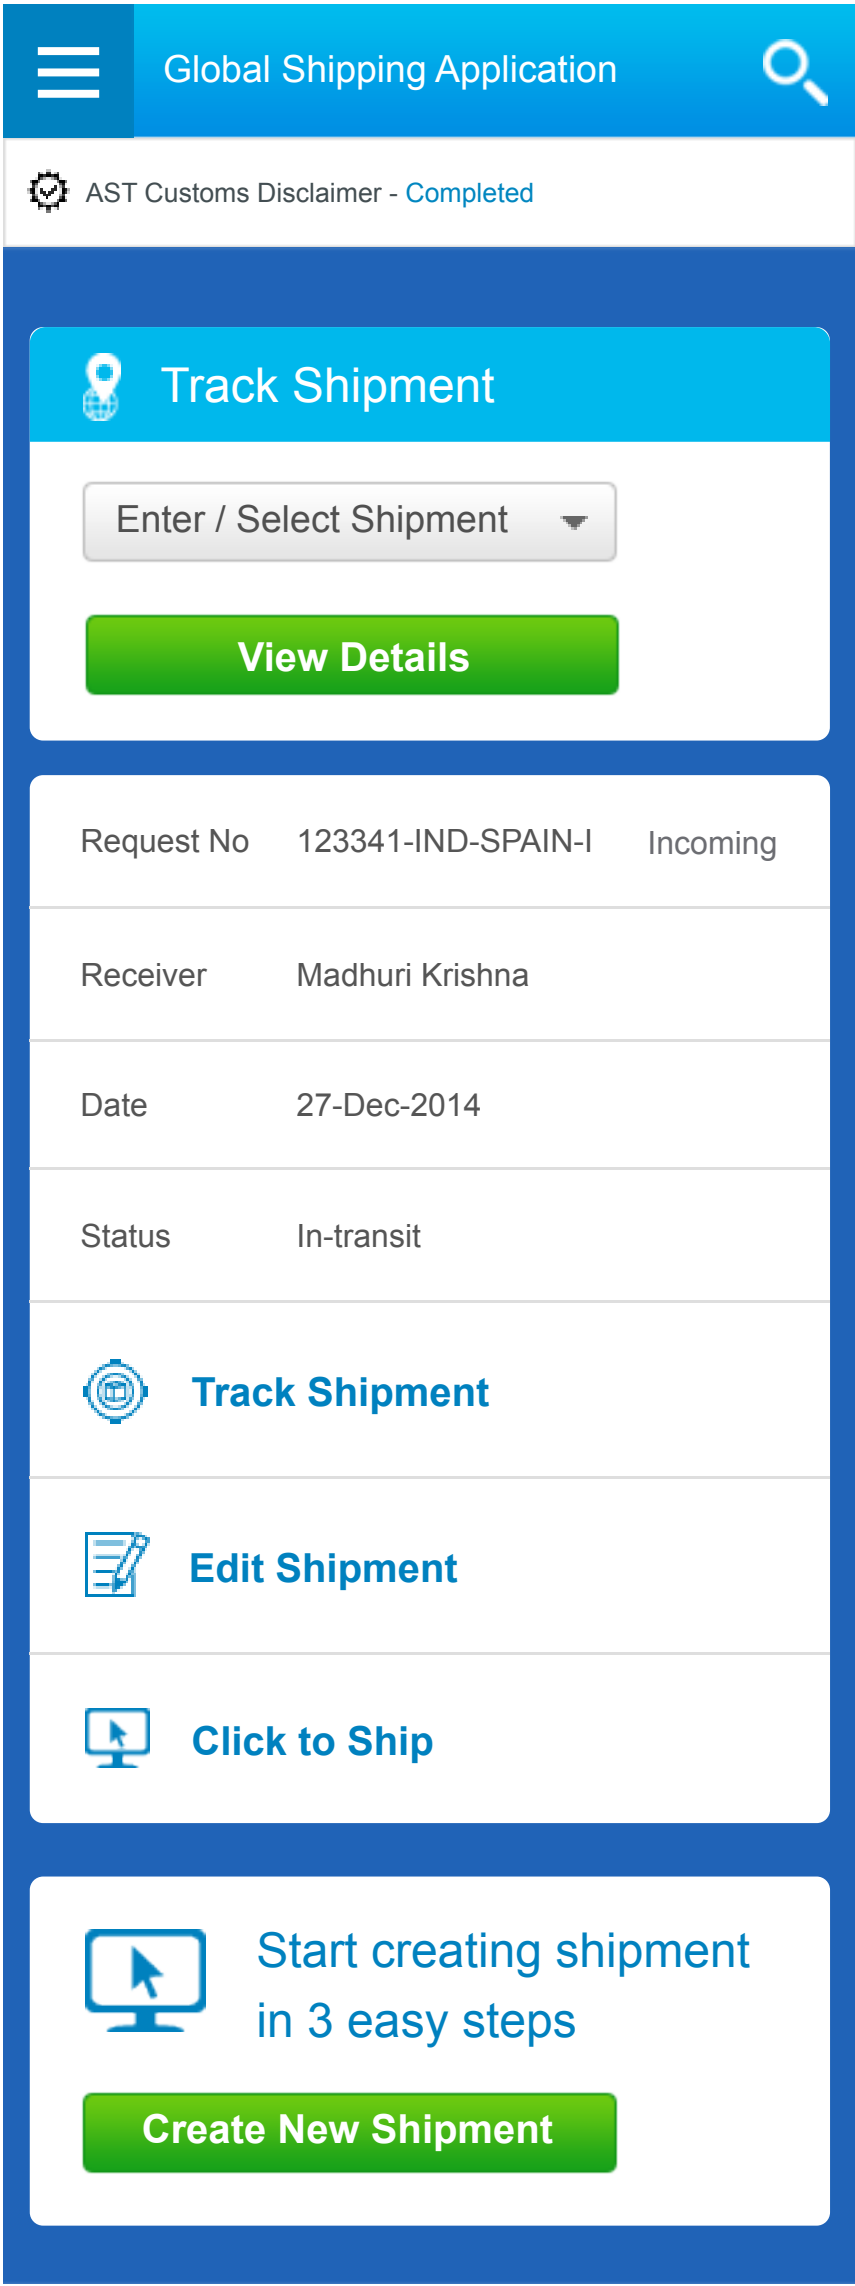 Global Shipping Application
AST Customs Disclaimer - Completed
Track Shipment
Enter / Select Shipment
View Details
Request No 123341-IND-SPAIN-I Incoming
Receiver Madhuri Krishna
Date 27-Dec-2014
Status In-transit
Track Shipment
Edit Shipment
Click to Ship
Start creating shipment
in 3 easy steps
Create New Shipment